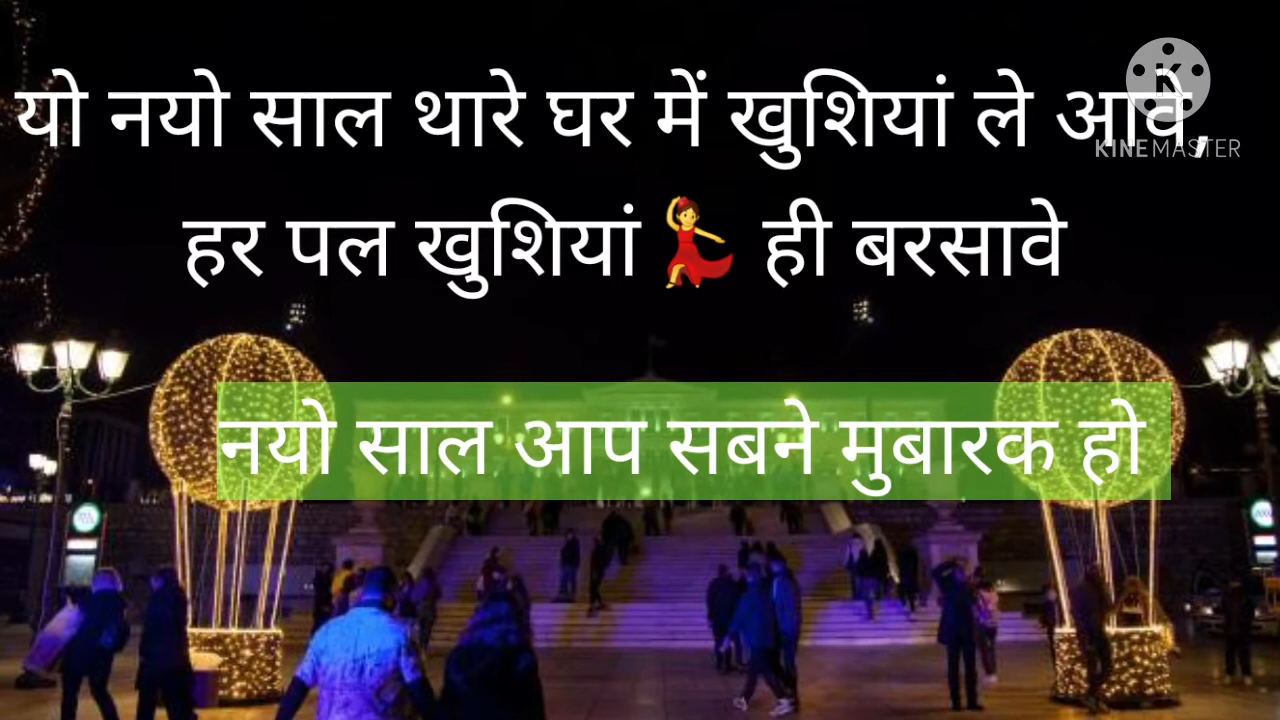 यो नयो साल थारे घर में खुशियां ले आवे,
हर पल खुशियां💃 ही बरसावे
नयो साल आप सबने मुबारक हो
K
KINEMASTER